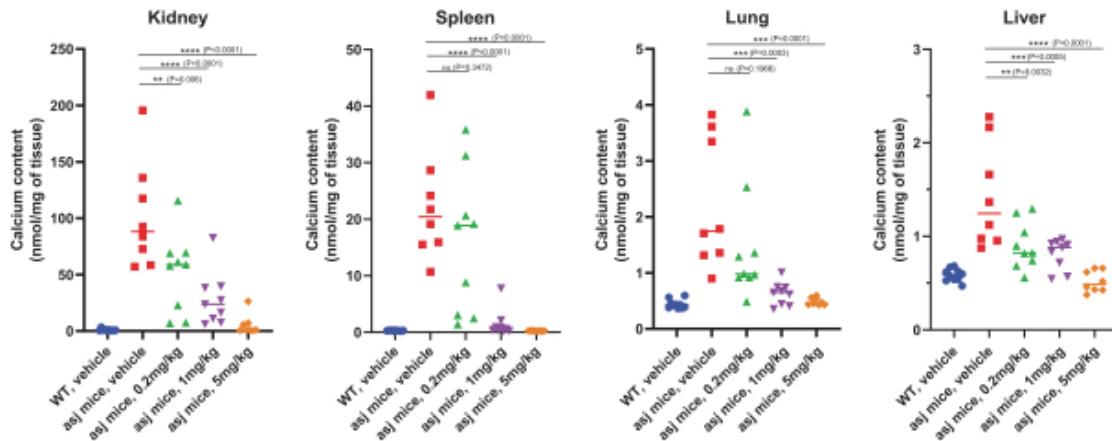 Kidney
Calcium content
(nmol/mg of tissue)
250
200
150
100
50
0
**** (P<0.0001)
**** (P=0.0001)
** (P=0.006)
WT, vehicle
asj mice, vehicle
asj mice, 0.2mg/kg
asj mice, 1mg/kg
asj mice, 5mg/kg
Spleen
Calcium content
(nmol/mg of tissue)
50
40
30
20
10
0
**** (P<0.0001)
**** (P<0.0001)
ns (P=0.3472)
WT, vehicle
asj mice, vehicle
asj mice, 0.2mg/kg
asj mice, 1mg/kg
asj mice, 5mg/kg
Lung
Calcium content
(nmol/mg of tissue)
5
4
3
2
1
0
*** (P=0.0001)
*** (P=0.0003)
ns (P=0.1968)
WT, vehicle
asj mice, vehicle
asj mice, 0.2mg/kg
asj mice, 1mg/kg
asj mice, 5mg/kg
Liver
Calcium content
(nmol/mg of tissue)
3
2
1
0
**** (P<0.0001)
*** (P=0.0005)
** (P=0.0032)
WT, vehicle
asj mice, vehicle
asj mice, 0.2mg/kg
asj mice, 1mg/kg
asj mice, 5mg/kg